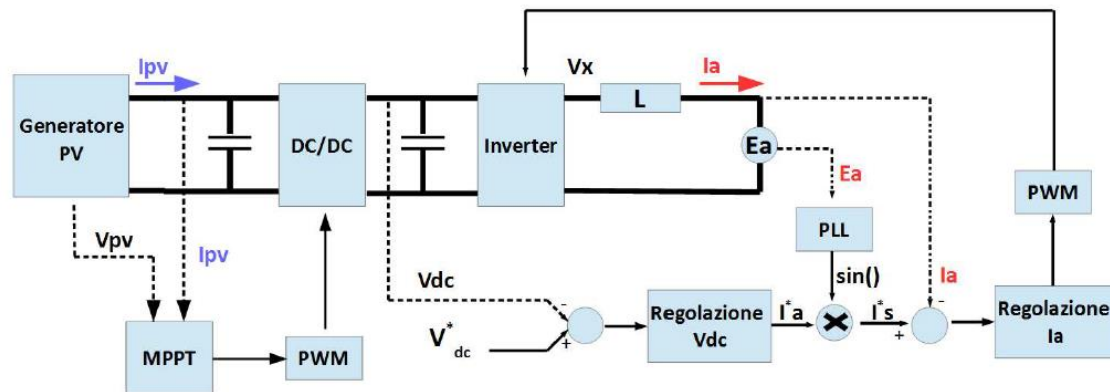 Ipv
Vx
Ia
L
Generatore
PV
DC/DC
Inverter
Ea
Ea
PWM
Vpv
Ipv
PLL
Vdc
sin()
Ia
-
-
V*dc
+
Regolazione
Vdc
I*a
I*s
+
Regolazione
Ia
MPPT
PWM